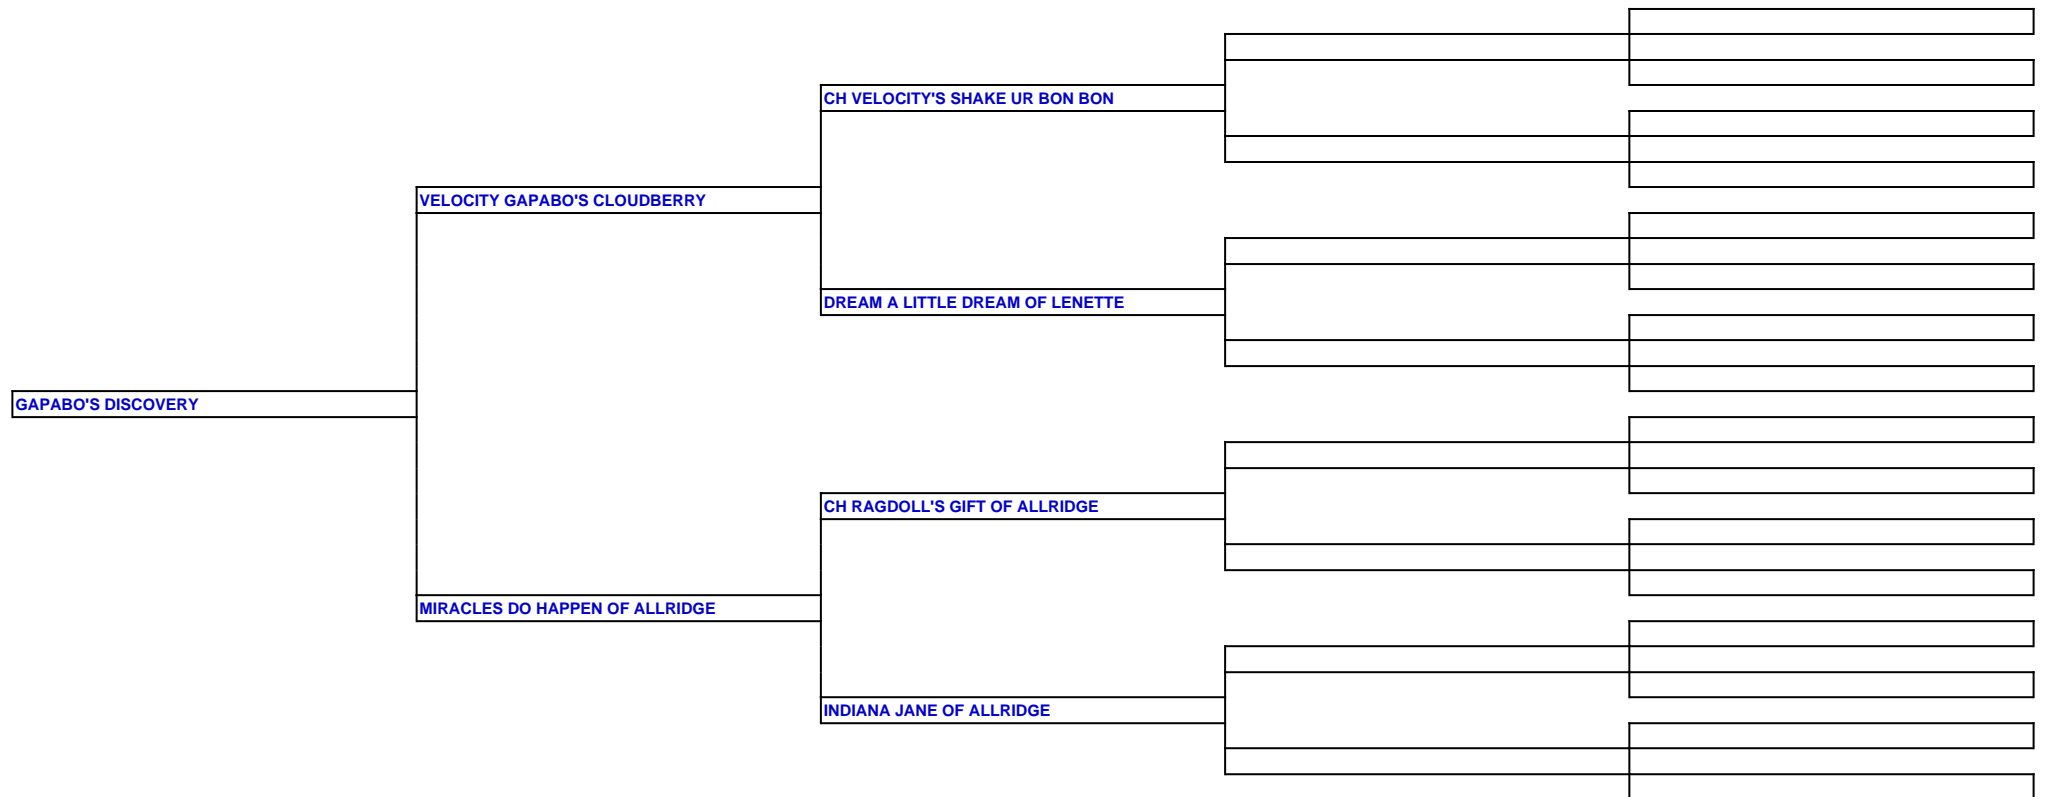 CH VELOCITY'S SHAKE UR BON BON
VELOCITY GAPABO'S CLOUDBERRY
DREAM A LITTLE DREAM OF LENETTE
GAPABO'S DISCOVERY
CH RAGDOLL'S GIFT OF ALLRIDGE
MIRACLES DO HAPPEN OF ALLRIDGE
INDIANA JANE OF ALLRIDGE